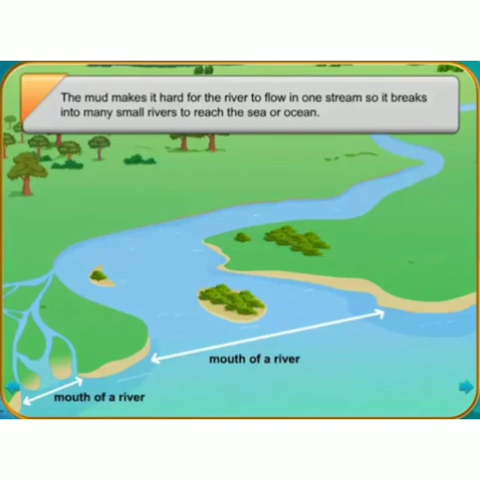 The mud makes it hard for the river to flow in one stream so it breaks
into many small rivers to reach the sea or ocean.
mouth of a river
mouth of a river